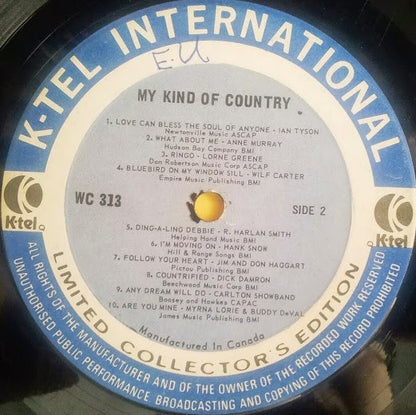 K-TEL INTERNATIONAL
E.U
MY KIND OF COUNTRY
1. LOVE CAN BLESS THE SOUL OF ANYONE - IAN TYSON
Newtonville Music ASCAP
2. WHAT ABOUT ME - ANNE MURRAY
Hudson Bay Company BMI
3. RINGO - LORNE GREENE
Don Robertson Music Corp ASCAP
4. BLUEBIRD ON MY WINDOW SILL - WILF CARTER
Empire Music Publishing BMI
K-tel
K-tel
WC 313
SIDE 2
5. DING-A-LING DEBBIE - R. HARLAN SMITH
Helping Hand Music BMI
6. I'M MOVING ON - HANK SNOW
Hill & Range Songs BMI
7. FOLLOW YOUR HEART - JIM AND DON HAGGART
Pictou Publishing BMI
8. COUNTRIFIED - DICK DAMRON
Beechwood Music Corp BMI
9. ANY DREAM WILL DO - CARLTON SHOWBAND
Boosey and Hawkes CAPAC
10. ARE YOU MINE - MYRNA LORIE & BUDDY DeVAL
James Music Publishing BMI
Manufactured In Canada
LIMITED COLLECTOR'S EDITION
ALL RIGHTS OF THE MANUFACTURER AND OF THE OWNER OF THE RECORDED WORK RESERVED
UNAUTHORISED PUBLIC PERFORMANCE, BROADCASTING AND COPYING OF THIS RECORD PROHIBITED